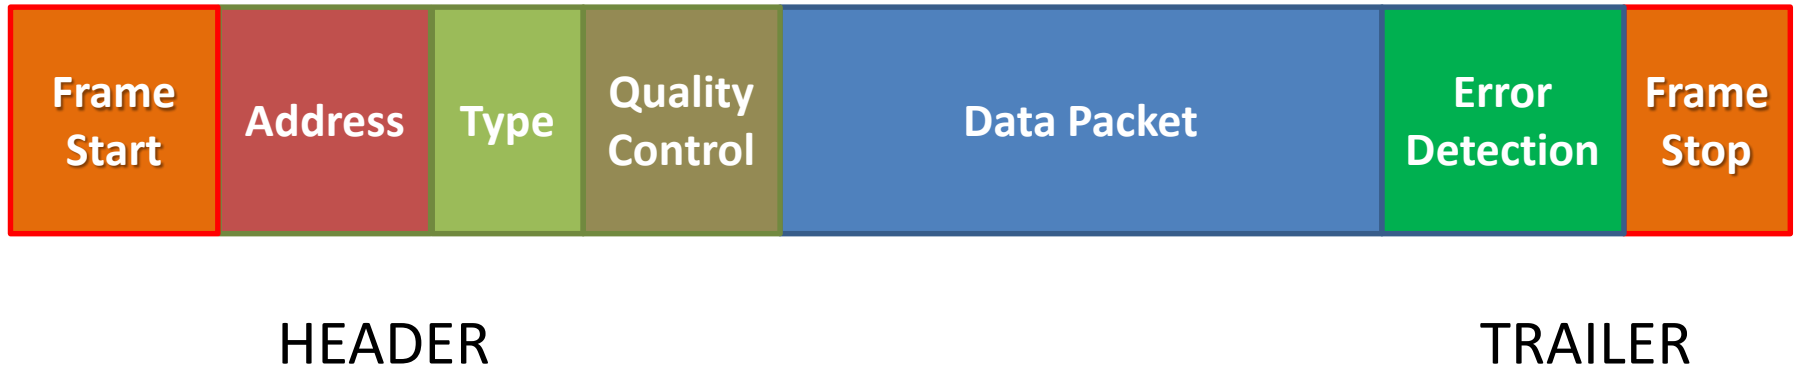 Frame
Start
Address
Type
Quality
Control
Data Packet
Error
Detection
Frame
Stop
HEADER
TRAILER